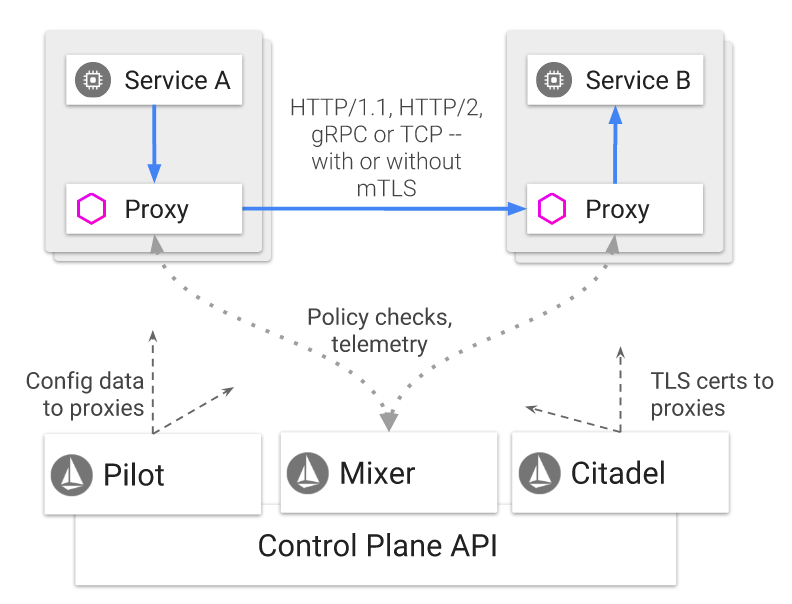 Service A
Service B
HTTP/1.1, HTTP/2,
gRPC or TCP --
with or without
mTLS
Proxy
Proxy
Policy checks,
telemetry
Config data
to proxies
TLS certs to
proxies
Pilot
Mixer
Citadel
Control Plane API